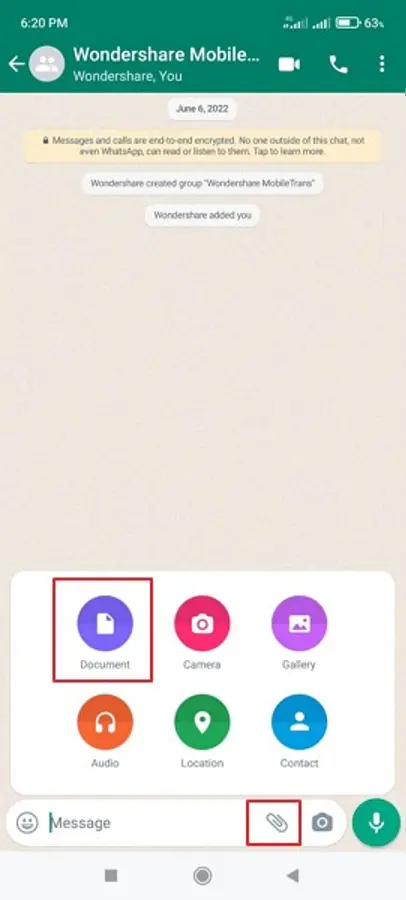 6:20 PM
63%
Wondershare Mobile...
Wondershare, You
June 6, 2022
Messages and calls are end-to-end encrypted. No one outside of this chat, not
even WhatsApp, can read or listen to them. Tap to learn more.
Wondershare created group "Wondershare MobileTrans"
Wondershare added you
Document
Camera
Gallery
Audio
Location
Contact
Message